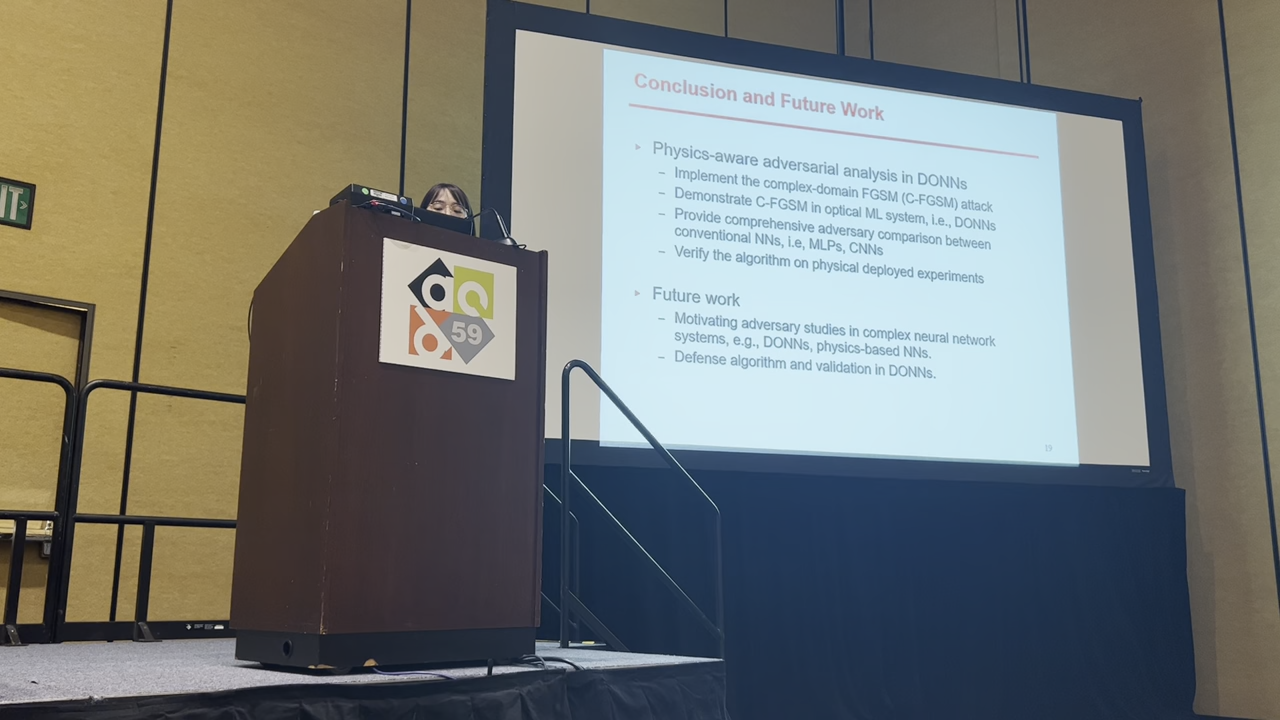 IT
dac
59
Conclusion and Future Work
Physics-aware adversarial analysis in DONNs
– Implement the complex-domain FGSM (C-FGSM) attack
– Demonstrate C-FGSM in optical ML system, i.e., DONNs
– Provide comprehensive adversary comparison between
conventional NNs, i.e, MLPs, CNNs
– Verify the algorithm on physical deployed experiments
Future work
– Motivating adversary studies in complex neural network
systems, e.g., DONNs, physics-based NNs.
– Defense algorithm and validation in DONNs.
19